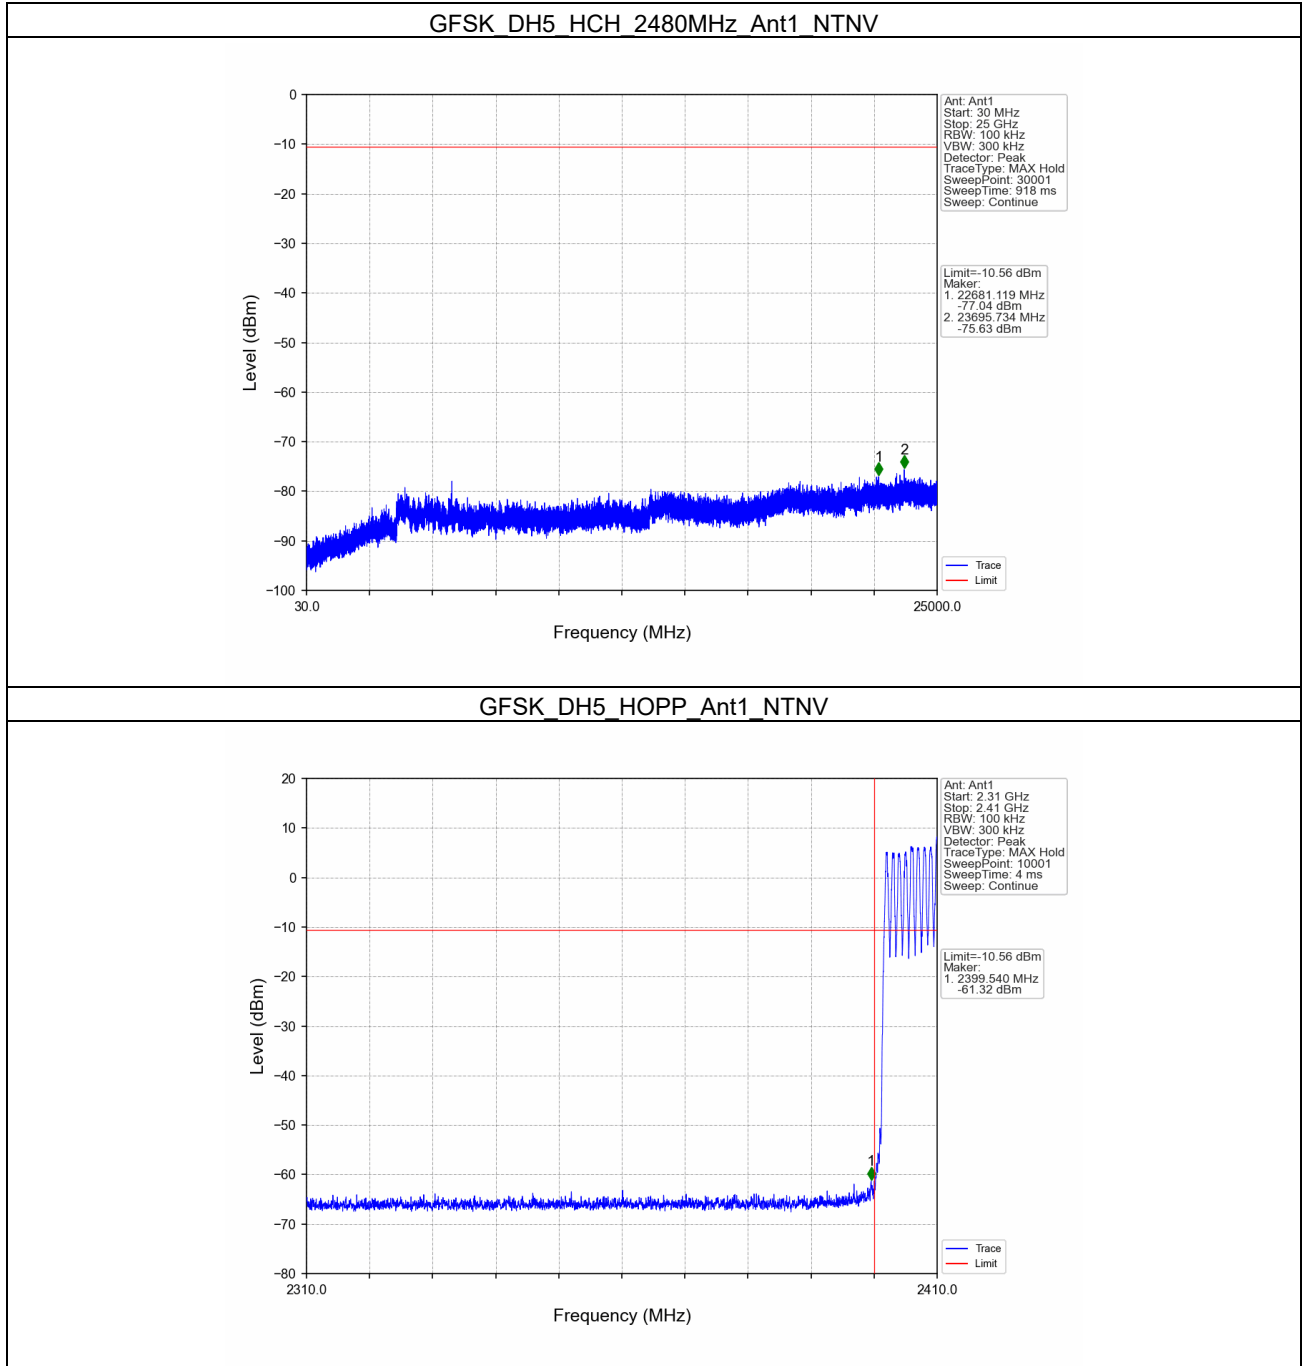 GFSK_DH5_HCH_2480MHz_Ant1_NTNV
0
−10
−20
−30
−40
−50
−60
−70
−80
−90
−100
Level (dBm)
30.0
25000.0
Frequency (MHz)
1
2
Ant: Ant1
Start: 30 MHz
Stop: 25 GHz
RBW: 100 kHz
VBW: 300 kHz
Detector: Peak
TraceType: MAX Hold
SweepPoint: 30001
SweepTime: 918 ms
Sweep: Continue
Limit=-10.56 dBm
Maker:
1. 22681.119 MHz
-77.04 dBm
2. 23695.734 MHz
-75.63 dBm
Trace
Limit
GFSK_DH5_HOPP_Ant1_NTNV
20
10
0
−10
−20
−30
−40
−50
−60
−70
−80
Level (dBm)
2310.0
2410.0
Frequency (MHz)
1
Ant: Ant1
Start: 2.31 GHz
Stop: 2.41 GHz
RBW: 100 kHz
VBW: 300 kHz
Detector: Peak
TraceType: MAX Hold
SweepPoint: 10001
SweepTime: 4 ms
Sweep: Continue
Limit=-10.56 dBm
Maker:
1. 2399.540 MHz
-61.32 dBm
Trace
Limit